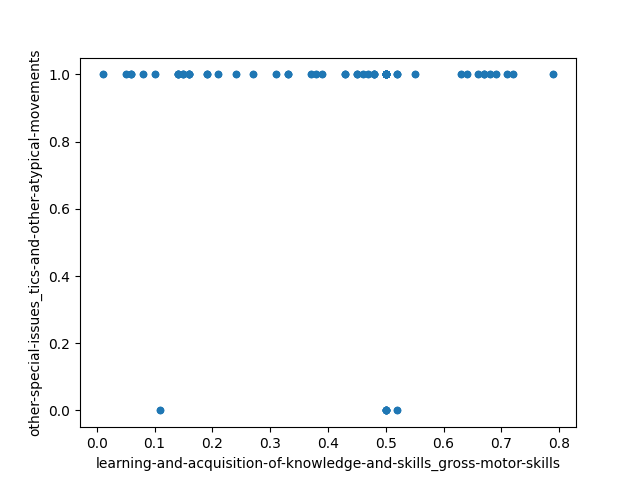 other-special-issues_tics-and-other-atypical-movements
1.0
0.8
0.6
0.4
0.2
0.0
0.0 0.1 0.2 0.3 0.4 0.5 0.6 0.7 0.8
learning-and-acquisition-of-knowledge-and-skills_gross-motor-skills